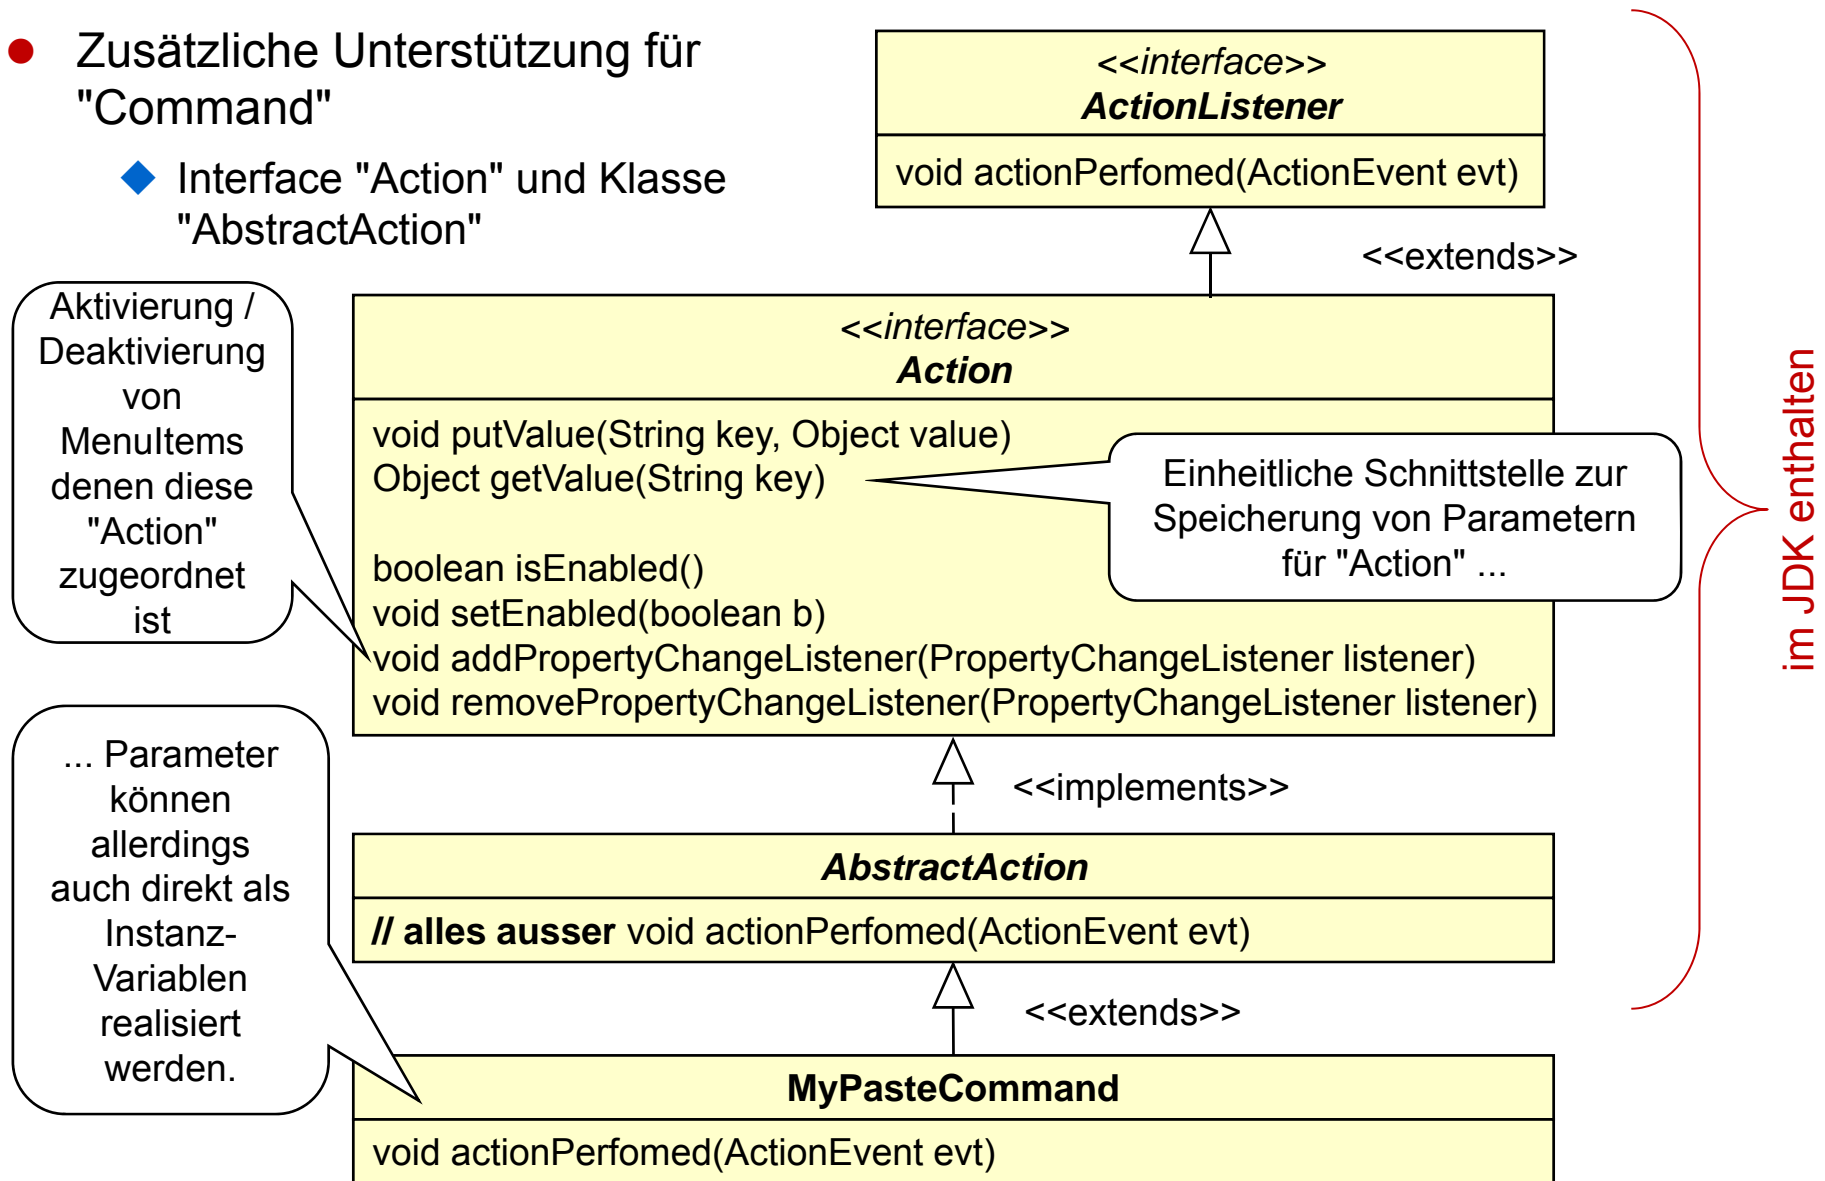 Zusätzliche Unterstützung für
"Command"
Interface "Action" und Klasse
"AbstractAction"
<<interface>>
ActionListener
void actionPerfomed(ActionEvent evt)
<<extends>>
Aktivierung /
Deaktivierung
von
MenuItems
denen diese
"Action"
zugeordnet
ist
<<interface>>
Action
void putValue(String key, Object value)
Object getValue(String key)
boolean isEnabled()
void setEnabled(boolean b)
void addPropertyChangeListener(PropertyChangeListener listener)
void removePropertyChangeListener(PropertyChangeListener listener)
Einheitliche Schnittstelle zur
Speicherung von Parametern
für "Action" ...
im JDK enthalten
... Parameter
können
allerdings
auch direkt als
Instanz-
Variablen
realisiert
werden.
<<implements>>
AbstractAction
// alles ausser void actionPerfomed(ActionEvent evt)
<<extends>>
MyPasteCommand
void actionPerfomed(ActionEvent evt)